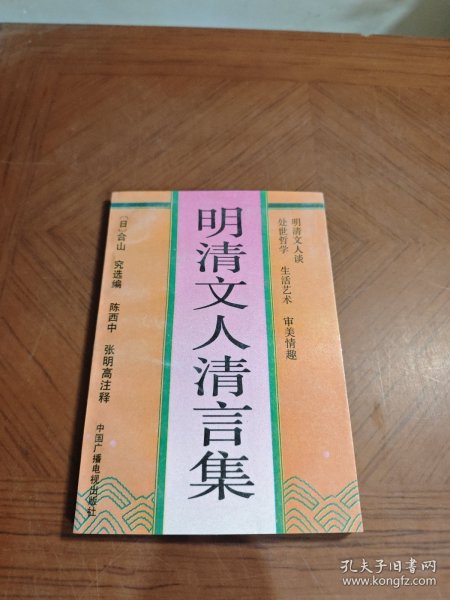 明清文人谈
处世哲学 生活艺术 审美情趣
明清文人清言集
〔日〕合山 究选编 陈西中 张明高注释
中国广播电视出版社
孔夫子旧书网
www.kongfz.com